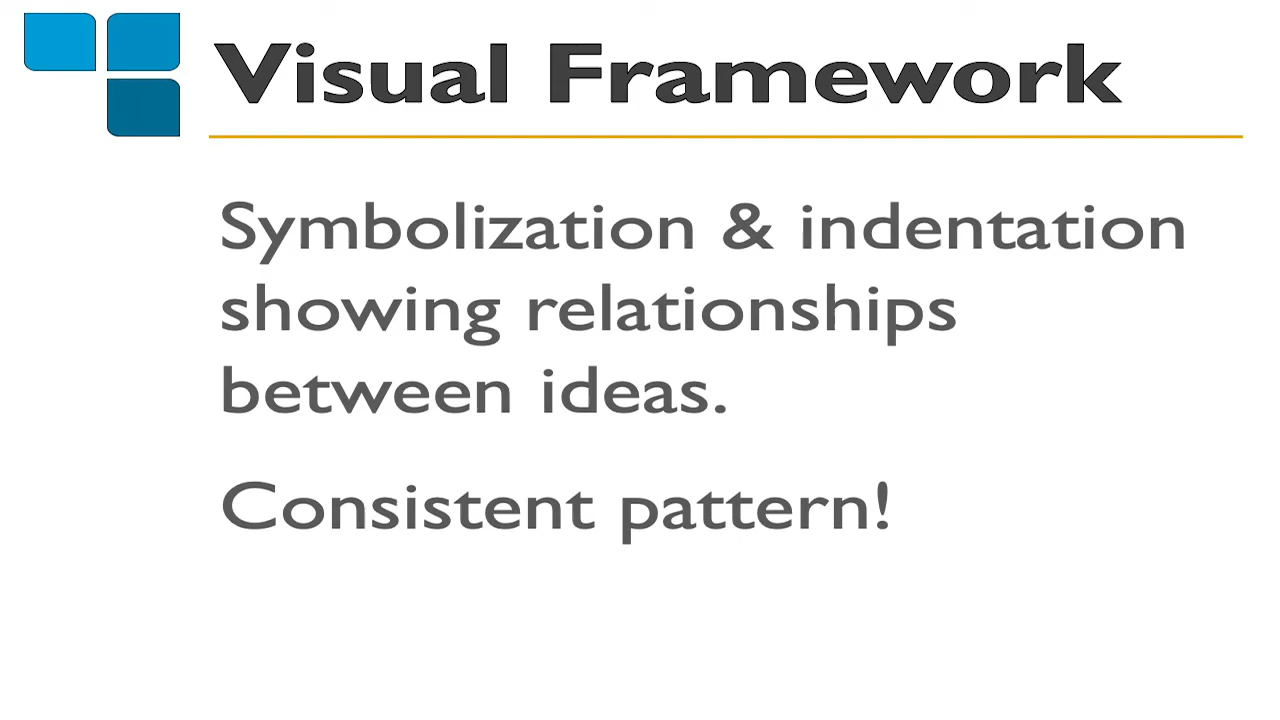 Visual Framework
Symbolization & indentation
showing relationships
between ideas.
Consistent pattern!